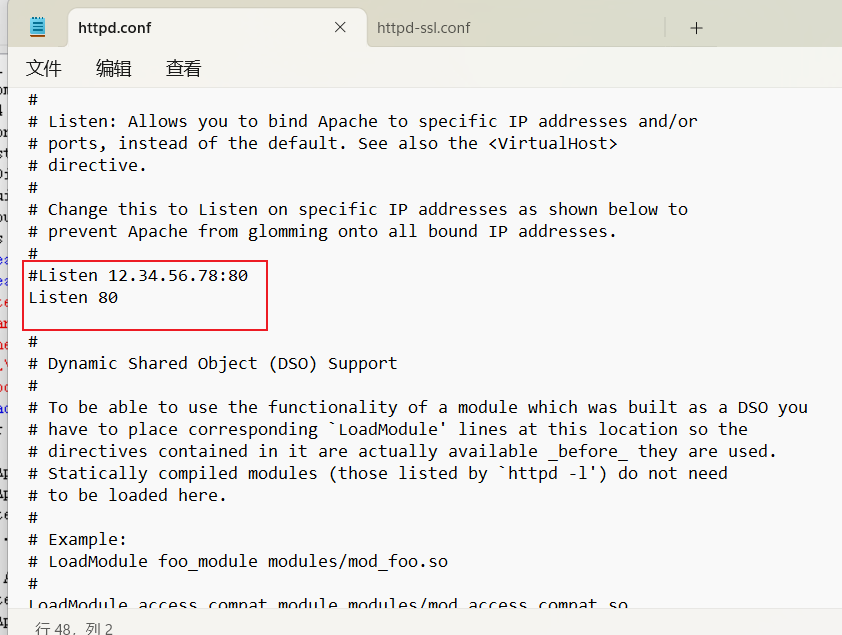 httpd.conf
httpd-ssl.conf
文件 编辑 查看
#
# Listen: Allows you to bind Apache to specific IP addresses and/or
# ports, instead of the default. See also the <VirtualHost>
# directive.
#
# Change this to Listen on specific IP addresses as shown below to
# prevent Apache from glomming onto all bound IP addresses.
#
#Listen 12.34.56.78:80
Listen 80
#
# Dynamic Shared Object (DSO) Support
#
# To be able to use the functionality of a module which was built as a DSO you
# have to place corresponding `LoadModule' lines at this location so the
# directives contained in it are actually available _before_ they are used.
# Statically compiled modules (those listed by `httpd -l') do not need
# to be loaded here.
#
# Example:
# LoadModule foo_module modules/mod_foo.so
#
LoadModule access_compat_module modules/mod_access_compat.so
行 48, 列 2